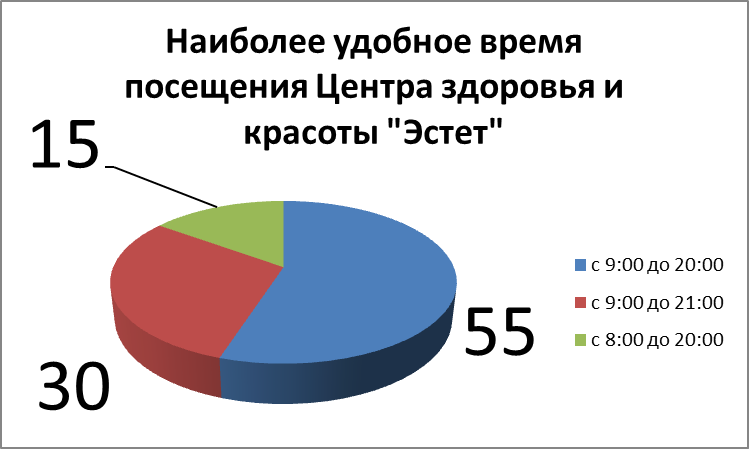 Наиболее удобное время
посещения Центра здоровья и
красоты "Эстет"
15
55
30
с 9:00 до 20:00
с 9:00 до 21:00
с 8:00 до 20:00